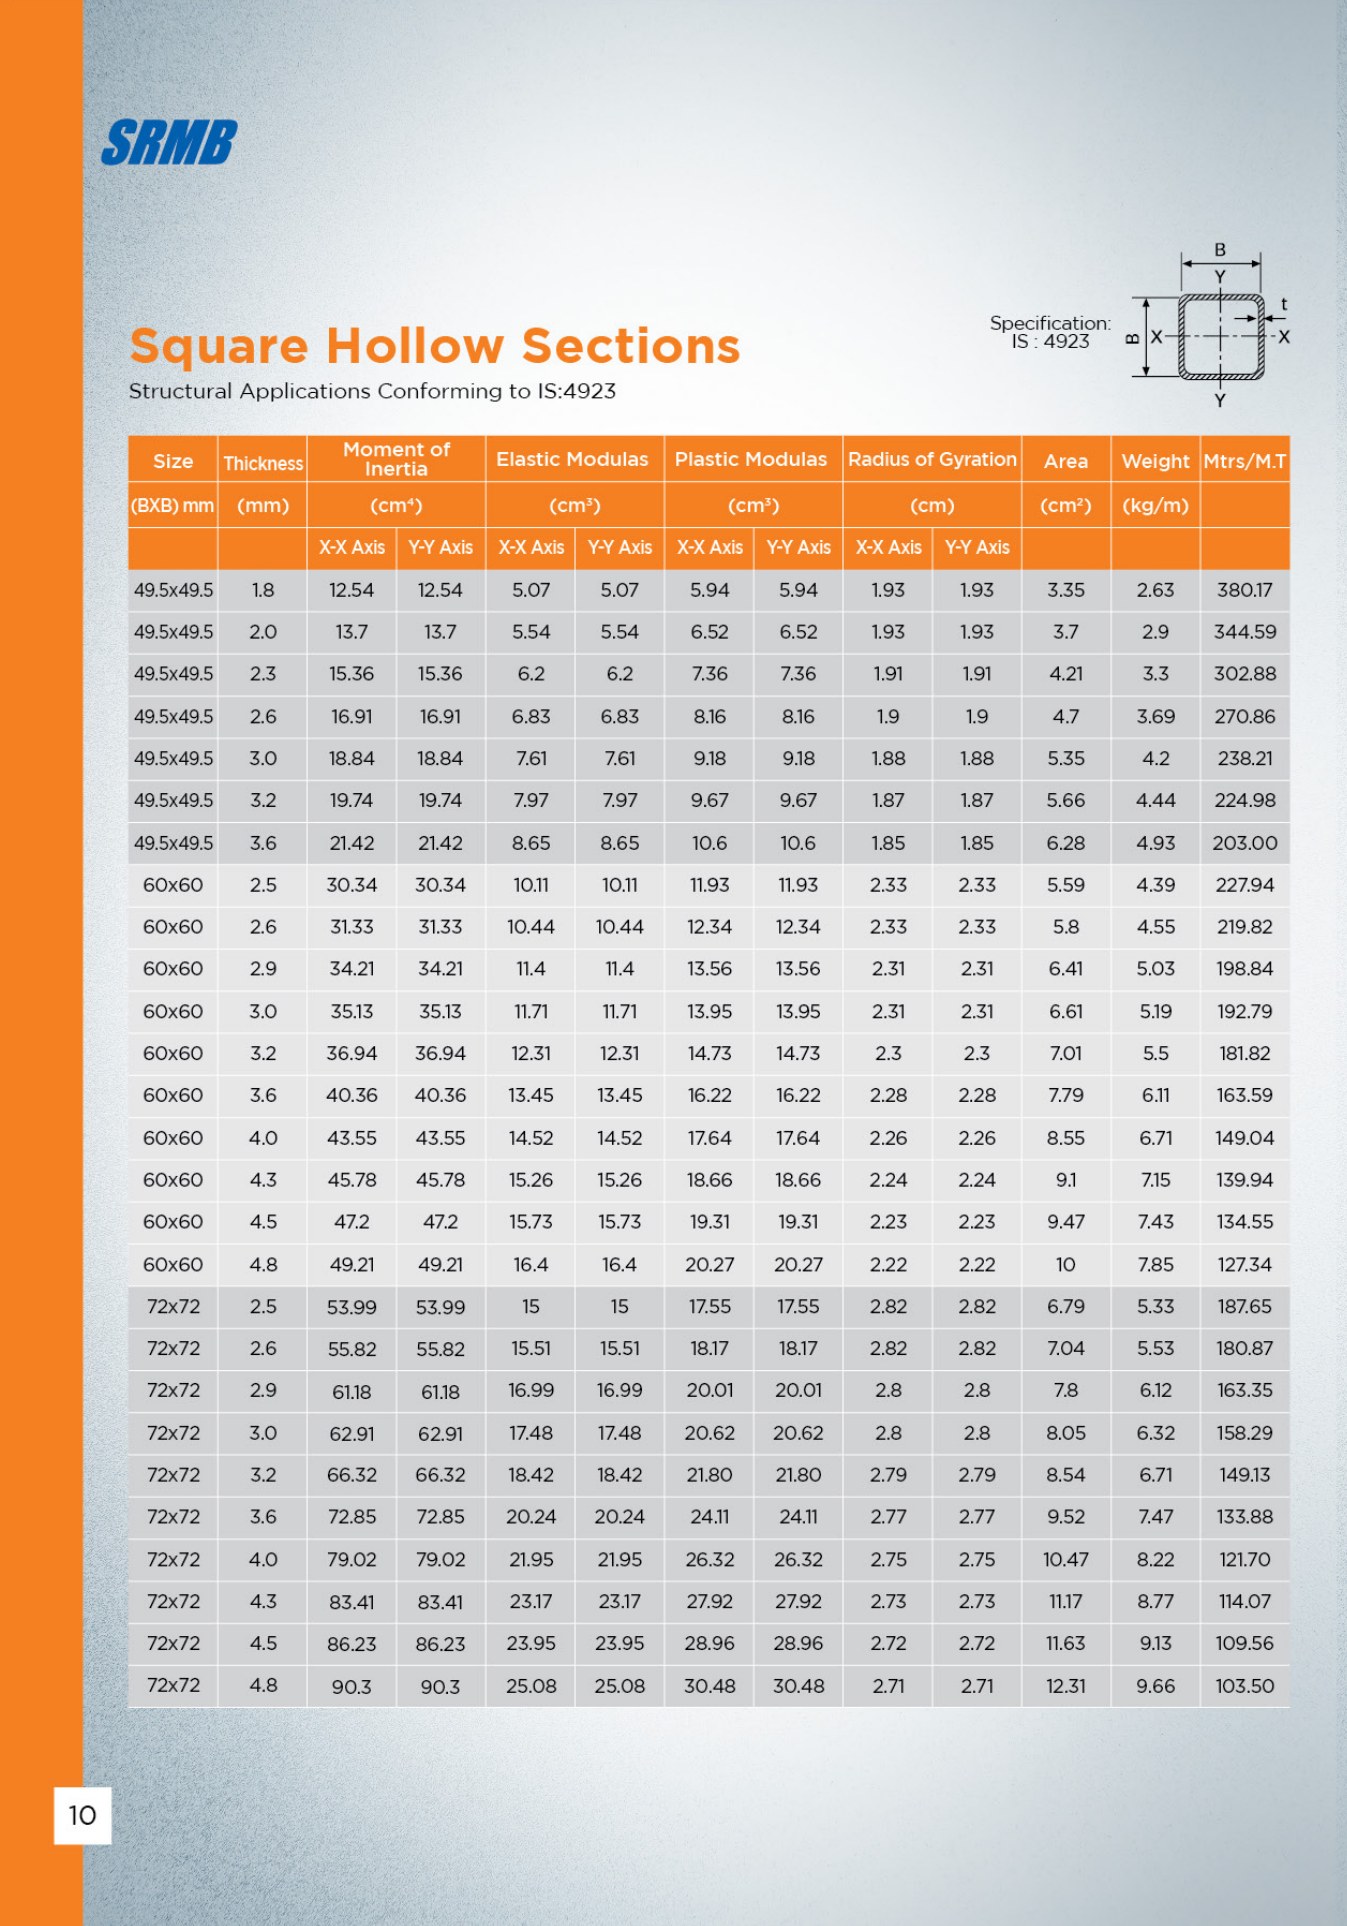 SRMB
B
Y
t
Specification:
IS : 4923
B
X
X
Y
Square Hollow Sections
Structural Applications Conforming to IS:4923
Size Thickness Moment of Inertia Elastic Modulas Plastic Modulas Radius of Gyration Area Weight Mtrs/M.T
(BXB) mm (mm) (cm⁴) (cm³) (cm³) (cm) (cm²) (kg/m)
X-X Axis Y-Y Axis X-X Axis Y-Y Axis X-X Axis Y-Y Axis X-X Axis Y-Y Axis
49.5x49.5 1.8 12.54 12.54 5.07 5.07 5.94 5.94 1.93 1.93 3.35 2.63 380.17
49.5x49.5 2.0 13.7 13.7 5.54 5.54 6.52 6.52 1.93 1.93 3.7 2.9 344.59
49.5x49.5 2.3 15.36 15.36 6.2 6.2 7.36 7.36 1.91 1.91 4.21 3.3 302.88
49.5x49.5 2.6 16.91 16.91 6.83 6.83 8.16 8.16 1.9 1.9 4.7 3.69 270.86
49.5x49.5 3.0 18.84 18.84 7.61 7.61 9.18 9.18 1.88 1.88 5.35 4.2 238.21
49.5x49.5 3.2 19.74 19.74 7.97 7.97 9.67 9.67 1.87 1.87 5.66 4.44 224.98
49.5x49.5 3.6 21.42 21.42 8.65 8.65 10.6 10.6 1.85 1.85 6.28 4.93 203.00
60x60 2.5 30.34 30.34 10.11 10.11 11.93 11.93 2.33 2.33 5.59 4.39 227.94
60x60 2.6 31.33 31.33 10.44 10.44 12.34 12.34 2.33 2.33 5.8 4.55 219.82
60x60 2.9 34.21 34.21 11.4 11.4 13.56 13.56 2.31 2.31 6.41 5.03 198.84
60x60 3.0 35.13 35.13 11.71 11.71 13.95 13.95 2.31 2.31 6.61 5.19 192.79
60x60 3.2 36.94 36.94 12.31 12.31 14.73 14.73 2.3 2.3 7.01 5.5 181.82
60x60 3.6 40.36 40.36 13.45 13.45 16.22 16.22 2.28 2.28 7.79 6.11 163.59
60x60 4.0 43.55 43.55 14.52 14.52 17.64 17.64 2.26 2.26 8.55 6.71 149.04
60x60 4.3 45.78 45.78 15.26 15.26 18.66 18.66 2.24 2.24 9.1 7.15 139.94
60x60 4.5 47.2 47.2 15.73 15.73 19.31 19.31 2.23 2.23 9.47 7.43 134.55
60x60 4.8 49.21 49.21 16.4 16.4 20.27 20.27 2.22 2.22 10 7.85 127.34
72x72 2.5 53.99 53.99 15 15 17.55 17.55 2.82 2.82 6.79 5.33 187.65
72x72 2.6 55.82 55.82 15.51 15.51 18.17 18.17 2.82 2.82 7.04 5.53 180.87
72x72 2.9 61.18 61.18 16.99 16.99 20.01 20.01 2.8 2.8 7.8 6.12 163.35
72x72 3.0 62.91 62.91 17.48 17.48 20.62 20.62 2.8 2.8 8.05 6.32 158.29
72x72 3.2 66.32 66.32 18.42 18.42 21.80 21.80 2.79 2.79 8.54 6.71 149.13
72x72 3.6 72.85 72.85 20.24 20.24 24.11 24.11 2.77 2.77 9.52 7.47 133.88
72x72 4.0 79.02 79.02 21.95 21.95 26.32 26.32 2.75 2.75 10.47 8.22 121.70
72x72 4.3 83.41 83.41 23.17 23.17 27.92 27.92 2.73 2.73 11.17 8.77 114.07
72x72 4.5 86.23 86.23 23.95 23.95 28.96 28.96 2.72 2.72 11.63 9.13 109.56
72x72 4.8 90.3 90.3 25.08 25.08 30.48 30.48 2.71 2.71 12.31 9.66 103.50
10